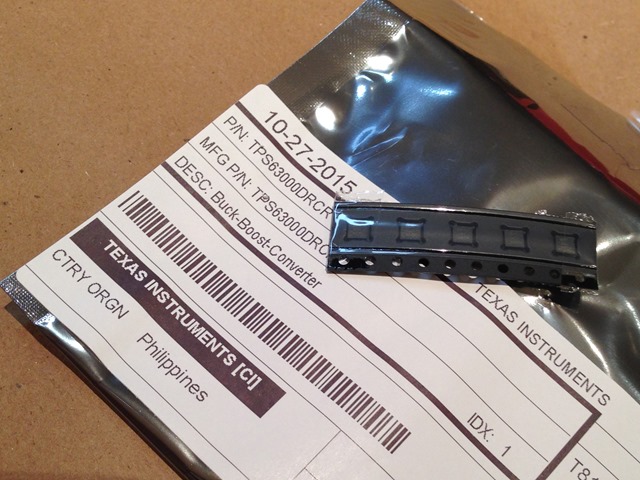 10-27-2015
P/N: TPS63000DRCR
MFG P/N: TPS63000DRC
DESC: Buck-Boost-Converter
TEXAS INSTRUMENTS [CI]
CTRY ORGN
Philippines
TEXAS INSTRUMENTS
IDX: 1